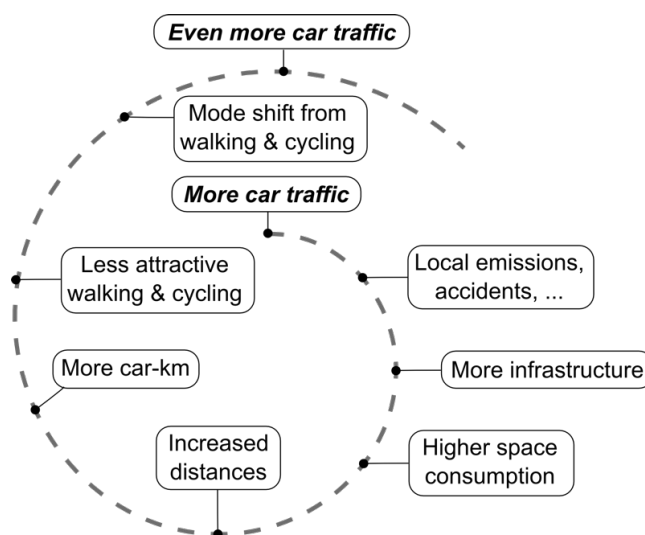 Even more car traffic
Mode shift from
walking & cycling
More car traffic
Less attractive
walking & cycling
Local emissions,
accidents, ...
More car-km
More infrastructure
Increased
distances
Higher space
consumption